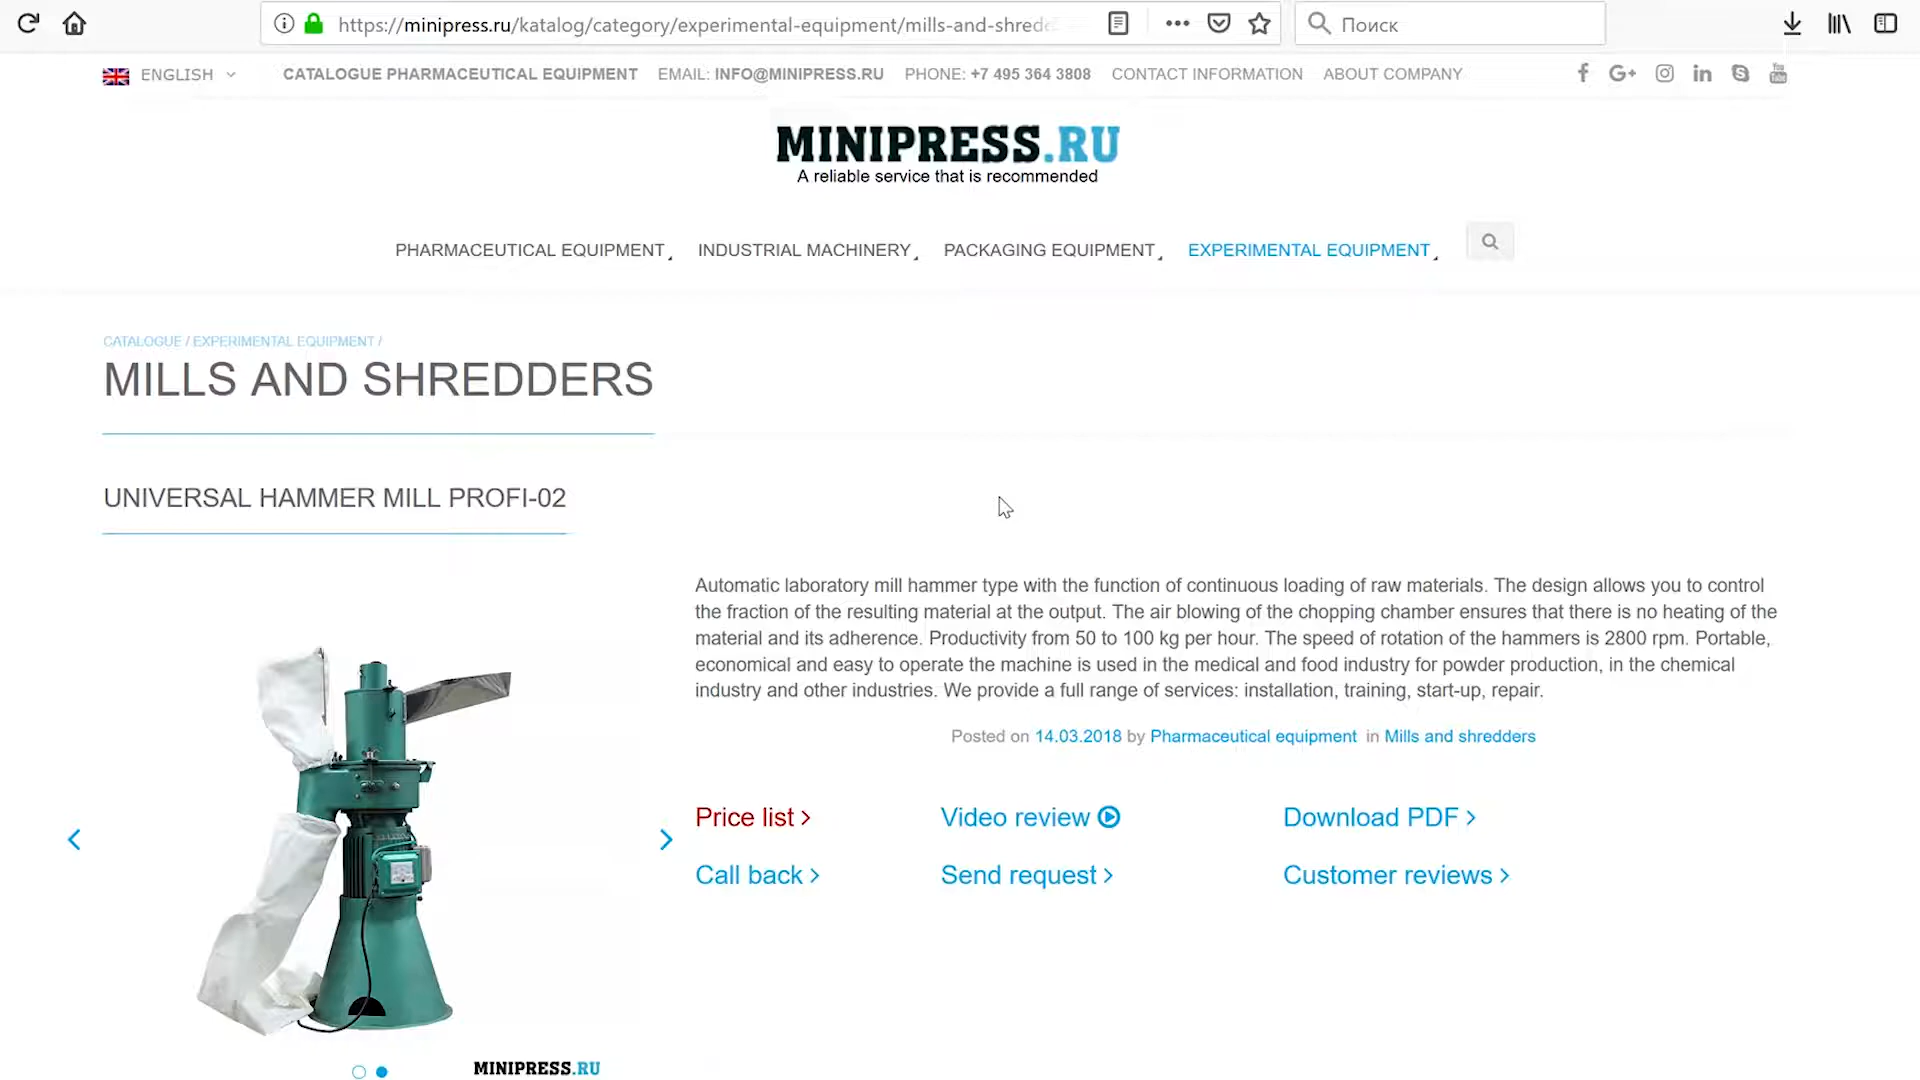 https://minipress.ru/katalog/category/experimental-equipment/mills-and-shredde
Поиск
ENGLISH
CATALOGUE PHARMACEUTICAL EQUIPMENT
EMAIL: INFO@MINIPRESS.RU
PHONE: +7 495 364 3808
CONTACT INFORMATION
ABOUT COMPANY
MINIPRESS.RU
A reliable service that is recommended
PHARMACEUTICAL EQUIPMENT
INDUSTRIAL MACHINERY
PACKAGING EQUIPMENT
EXPERIMENTAL EQUIPMENT
CATALOGUE / EXPERIMENTAL EQUIPMENT /
MILLS AND SHREDDERS
UNIVERSAL HAMMER MILL PROFI-02
Automatic laboratory mill hammer type with the function of continuous loading of raw materials. The design allows you to control
the fraction of the resulting material at the output. The air blowing of the chopping chamber ensures that there is no heating of the
material and its adherence. Productivity from 50 to 100 kg per hour. The speed of rotation of the hammers is 2800 rpm. Portable,
economical and easy to operate the machine is used in the medical and food industry for powder production, in the chemical
industry and other industries. We provide a full range of services: installation, training, start-up, repair.
Posted on 14.03.2018 by Pharmaceutical equipment in Mills and shredders
Price list
Video review
Download PDF
Call back
Send request
Customer reviews
MINIPRESS.RU